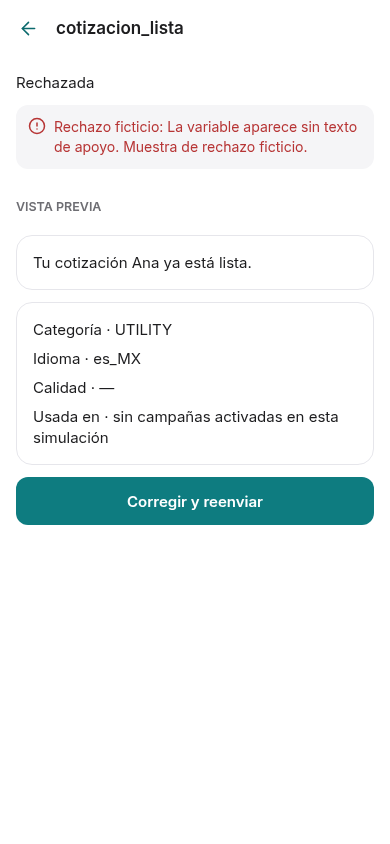 cotizacion_lista
Rechazada
Rechazo ficticio: La variable aparece sin texto
de apoyo. Muestra de rechazo ficticio.
VISTA PREVIA
Tu cotización Ana ya está lista.
Categoría · UTILITY
Idioma · es_MX
Calidad · —
Usada en · sin campañas activadas en esta
simulación
Corregir y reenviar